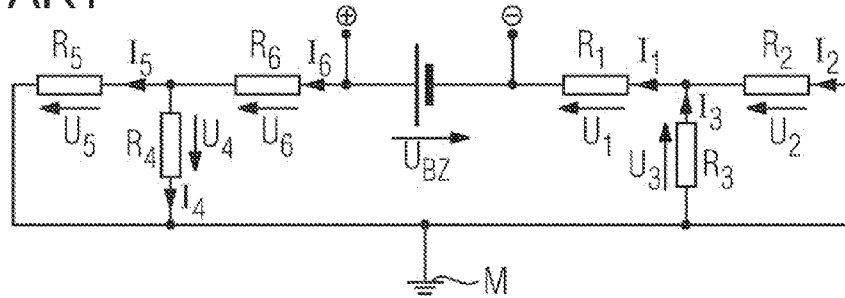 ⊕ ⊖
R5 I5 R6 I6 R1 I1 R2 I2
U5 R4 U4 U6 UBZ U1 U3 I3 R3 U2
I4
M